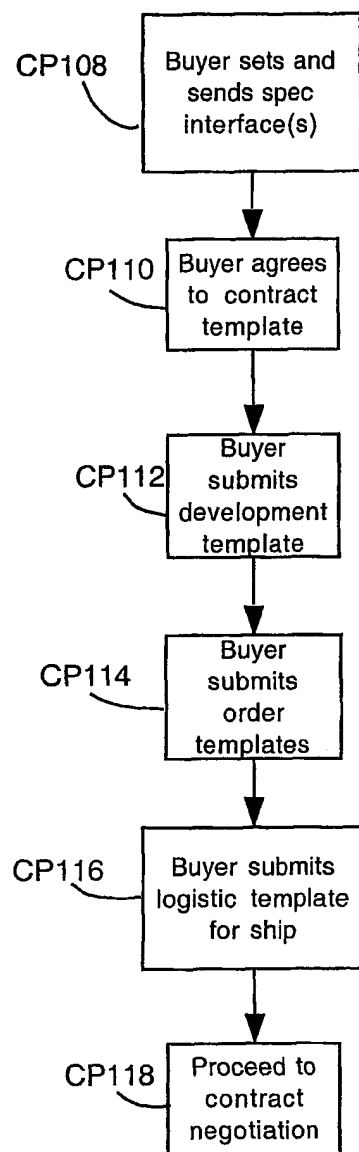 CP108
Buyer sets and
sends spec
interface(s)
CP110
Buyer agrees
to contract
template
CP112
Buyer
submits
development
template
CP114
Buyer
submits
order
templates
CP116
Buyer submits
logistic template
for ship
CP118
Proceed to
contract
negotiation